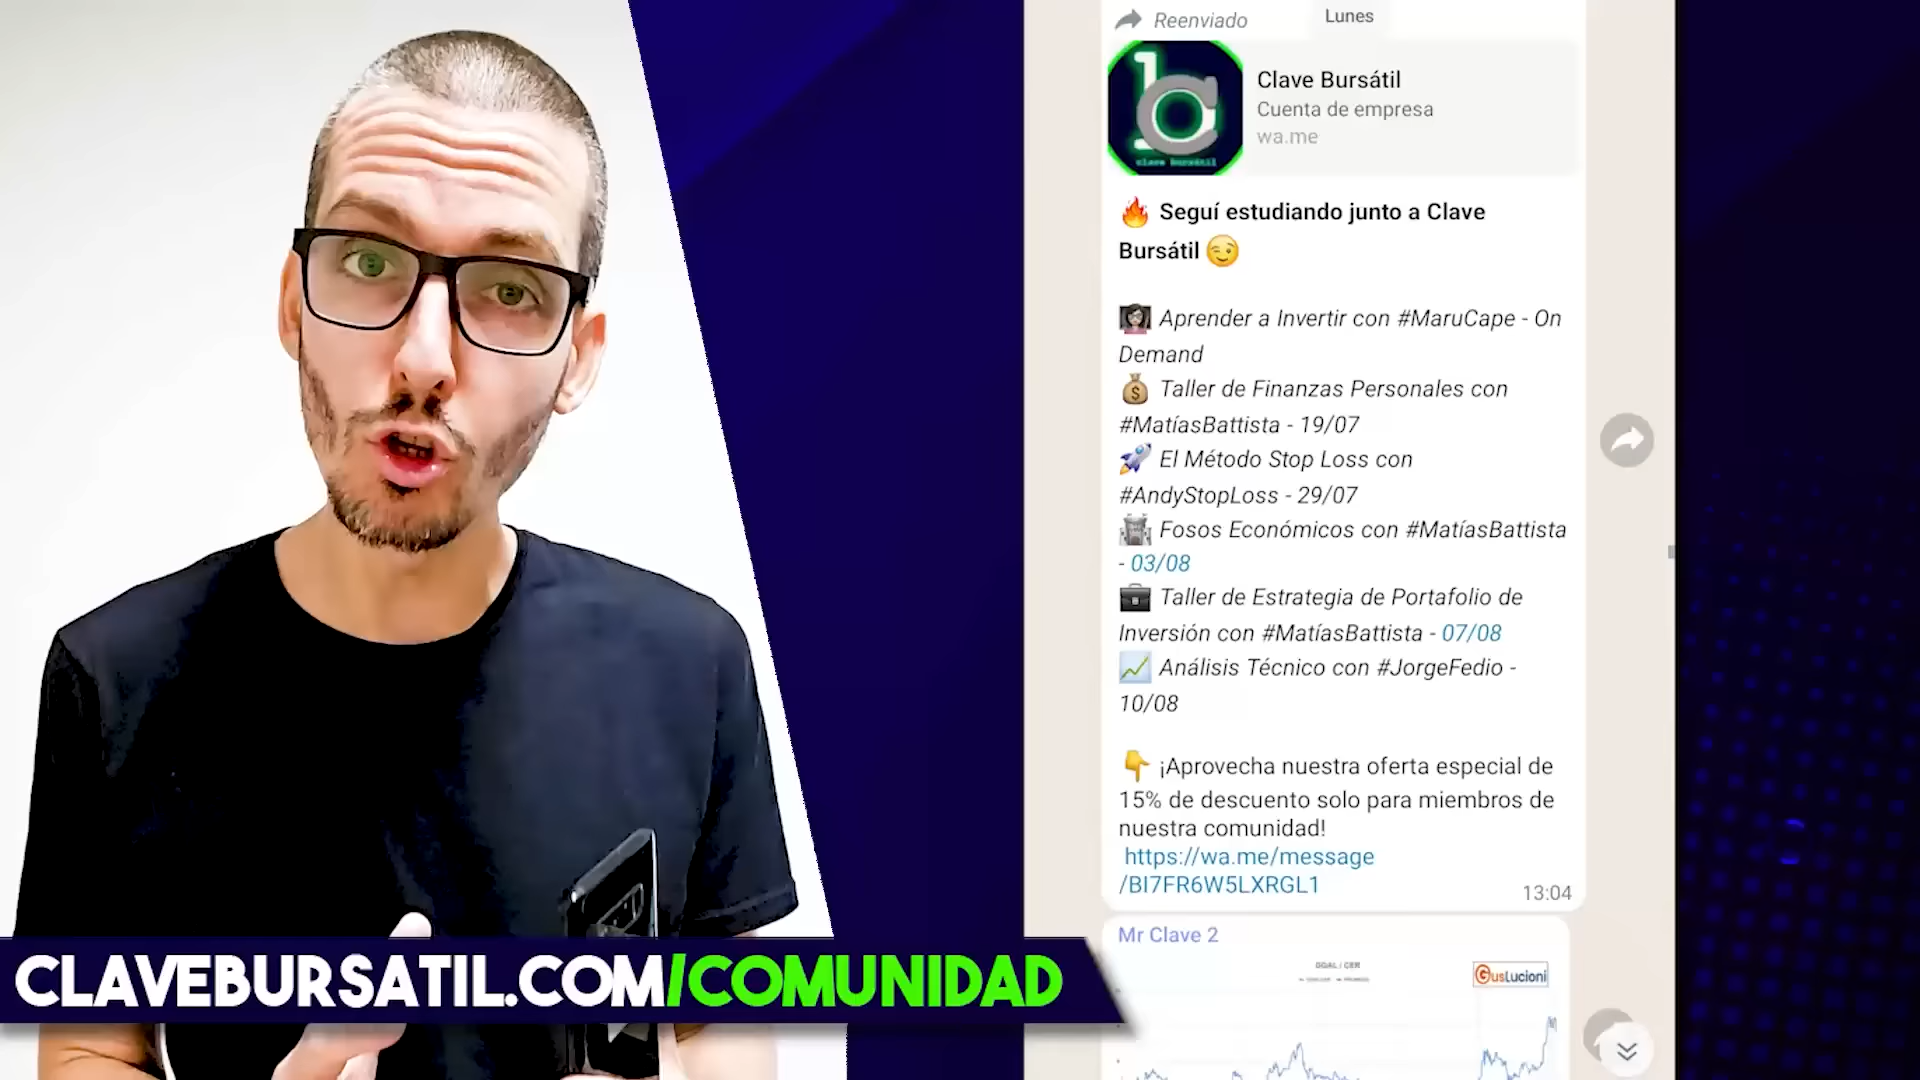 Reenviado
Lunes
Clave Bursátil
Cuenta de empresa
wa.me
clave bursátil
🔥 Seguí estudiando junto a Clave
Bursátil 😉
👩🏻‍🏫 Aprender a Invertir con #MaruCape - On
Demand
💰 Taller de Finanzas Personales con
#MatíasBattista - 19/07
🚀 El Método Stop Loss con
#AndyStopLoss - 29/07
🏰 Fosos Económicos con #MatíasBattista
- 03/08
💼 Taller de Estrategia de Portafolio de
Inversión con #MatíasBattista - 07/08
📈 Análisis Técnico con #JorgeFedio -
10/08
👇 ¡Aprovecha nuestra oferta especial de
15% de descuento solo para miembros de
nuestra comunidad!
https://wa.me/message
/BI7FR6W5LXRGL1
13:04
Mr Clave 2
GGAL / CER
GusLucioni
CLAVEBURSATIL.COM/COMUNIDAD